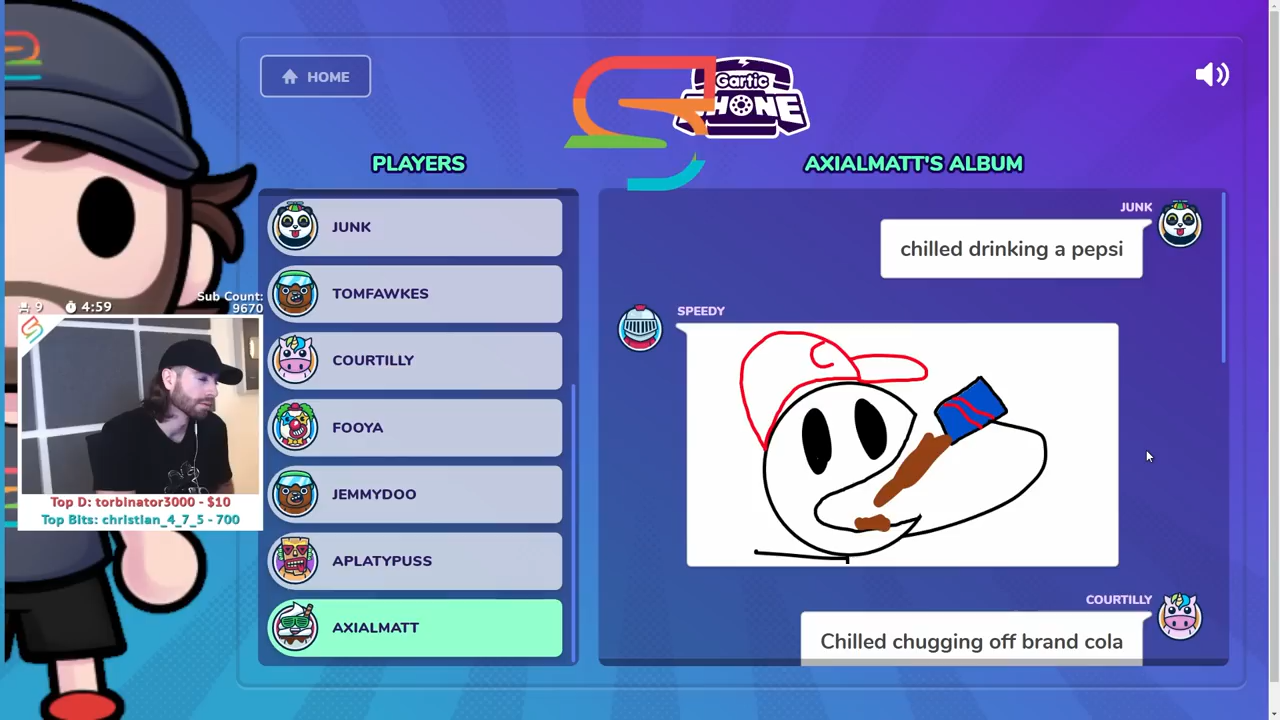 HOME
Gartic
PHONE
PLAYERS
AXIALMATT'S ALBUM
JUNK
TOMFAWKES
COURTILLY
FOOYA
JEMMYDOO
APLATYPUSS
AXIALMATT
JUNK
chilled drinking a pepsi
SPEEDY
C
COURTILLY
Chilled chugging off brand cola
9
4:59
Sub Count:
9670
Top D: torbinator3000 - $10
Top Bits: christian_4_7_5 - 700